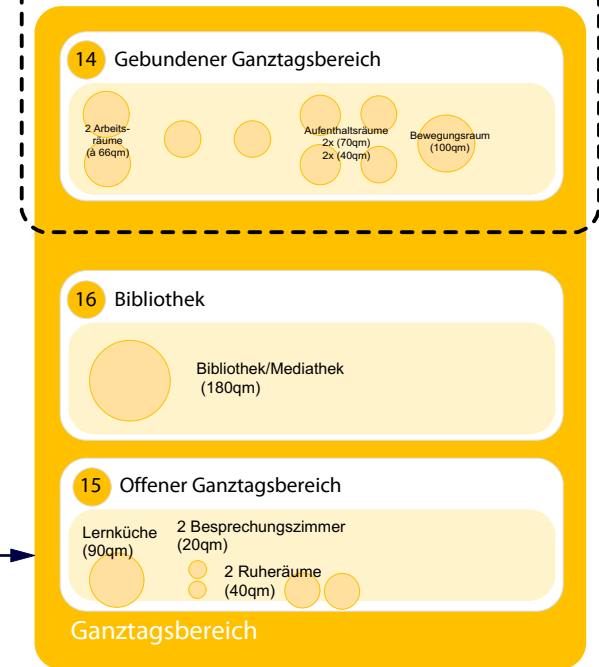 14 Gebundener Ganztagsbereich
2 Arbeits-
räume
(à 66qm)
Aufenthaltsräume
2x (70qm)
2x (40qm)
Bewegungsraum
(100qm)
16 Bibliothek
Bibliothek/Mediathek
(180qm)
15 Offener Ganztagsbereich
Lernküche
(90qm)
2 Besprechungszimmer
(20qm)
2 Ruheräume
(40qm)
Ganztagsbereich